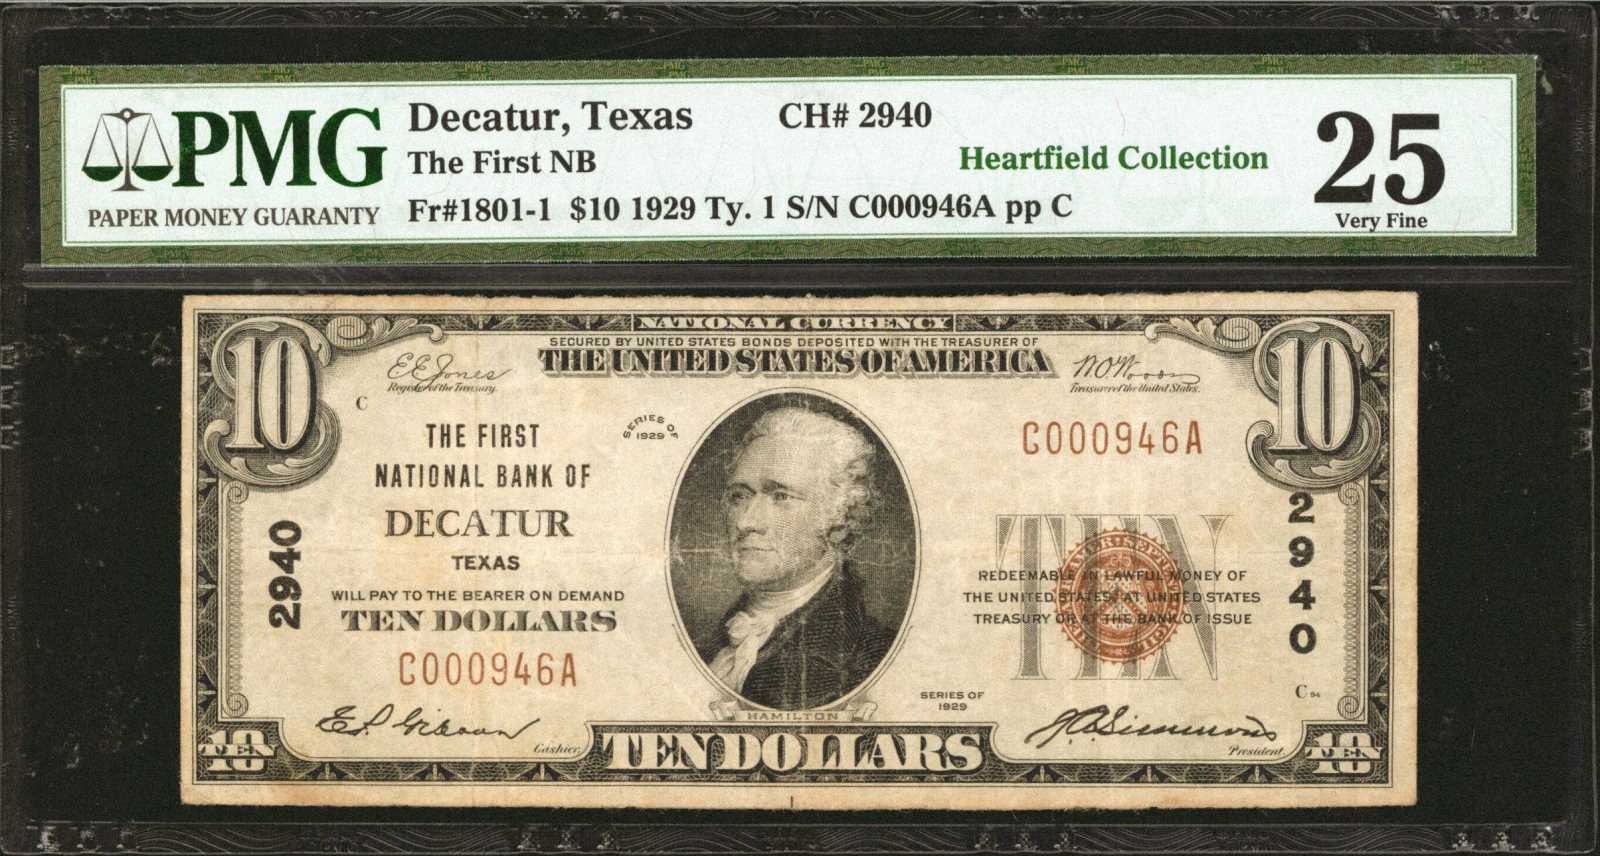 PMG
PAPER MONEY GUARANTY
Decatur, Texas CH# 2940
The First NB
Heartfield Collection
Fr#1801-1 $10 1929 Ty. 1 S/N C000946A pp C
25
Very Fine
NATIONAL CURRENCY
SECURED BY UNITED STATES BONDS DEPOSITED WITH THE TREASURER OF
THE UNITED STATES OF AMERICA
10
10
E E Jones
Register of the Treasury.
W.O. Woods
Treasurer of the United States.
C
THE FIRST
NATIONAL BANK OF
DECATUR
TEXAS
SERIES OF
1929
C000946A
2940
2940
WILL PAY TO THE BEARER ON DEMAND
TEN DOLLARS
C000946A
TEN
REDEEMABLE IN LAWFUL MONEY OF
THE UNITED STATES AT UNITED STATES
TREASURY OR AT THE BANK OF ISSUE
SERIES OF
1929
C 94
HAMILTON
Cashier.
President.
10
TEN
TEN DOLLARS
10
TEN